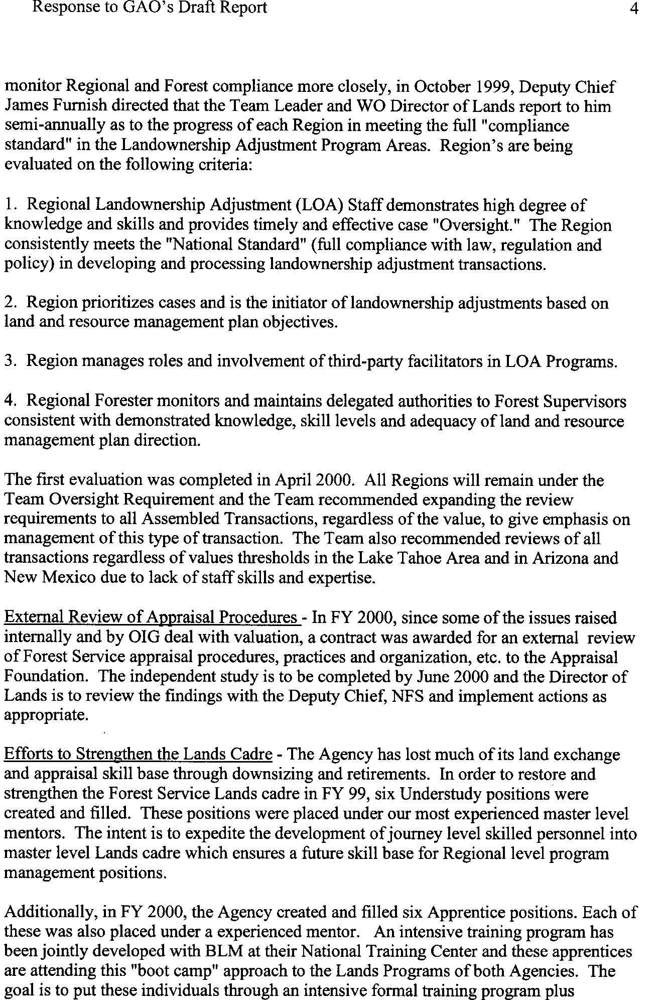 Response to GAO's Draft Report 4
monitor Regional and Forest compliance more closely, in October 1999, Deputy Chief
James Furnish directed that the Team Leader and WO Director of Lands report to him
semi-annually as to the progress of each Region in meeting the full "compliance
standard" in the Landownership Adjustment Program Areas.  Region's are being
evaluated on the following criteria:
1.  Regional Landownership Adjustment (LOA) Staff demonstrates high degree of
knowledge and skills and provides timely and effective case "Oversight."  The Region
consistently meets the "National Standard" (full compliance with law, regulation and
policy) in developing and processing landownership adjustment transactions.
2.  Region prioritizes cases and is the initiator of landownership adjustments based on
land and resource management plan objectives.
3.  Region manages roles and involvement of third-party facilitators in LOA Programs.
4.  Regional Forester monitors and maintains delegated authorities to Forest Supervisors
consistent with demonstrated knowledge, skill levels and adequacy of land and resource
management plan direction.
The first evaluation was completed in April 2000.  All Regions will remain under the
Team Oversight Requirement and the Team recommended expanding the review
requirements to all Assembled Transactions, regardless of the value, to give emphasis on
management of this type of transaction.  The Team also recommended reviews of all
transactions regardless of values thresholds in the Lake Tahoe Area and in Arizona and
New Mexico due to lack of staff skills and expertise.
External Review of Appraisal Procedures - In FY 2000, since some of the issues raised
internally and by OIG deal with valuation, a contract was awarded for an external  review
of Forest Service appraisal procedures, practices and organization, etc. to the Appraisal
Foundation.  The independent study is to be completed by June 2000 and the Director of
Lands is to review the findings with the Deputy Chief, NFS and implement actions as
appropriate.
Efforts to Strengthen the Lands Cadre - The Agency has lost much of its land exchange
and appraisal skill base through downsizing and retirements.  In order to restore and
strengthen the Forest Service Lands cadre in FY 99, six Understudy positions were
created and filled.  These positions were placed under our most experienced master level
mentors.  The intent is to expedite the development of journey level skilled personnel into
master level Lands cadre which ensures a future skill base for Regional level program
management positions.
Additionally, in FY 2000, the Agency created and filled six Apprentice positions. Each of
these was also placed under a experienced mentor.   An intensive training program has
been jointly developed with BLM at their National Training Center and these apprentices
are attending this "boot camp" approach to the Lands Programs of both Agencies.  The
goal is to put these individuals through an intensive formal training program plus